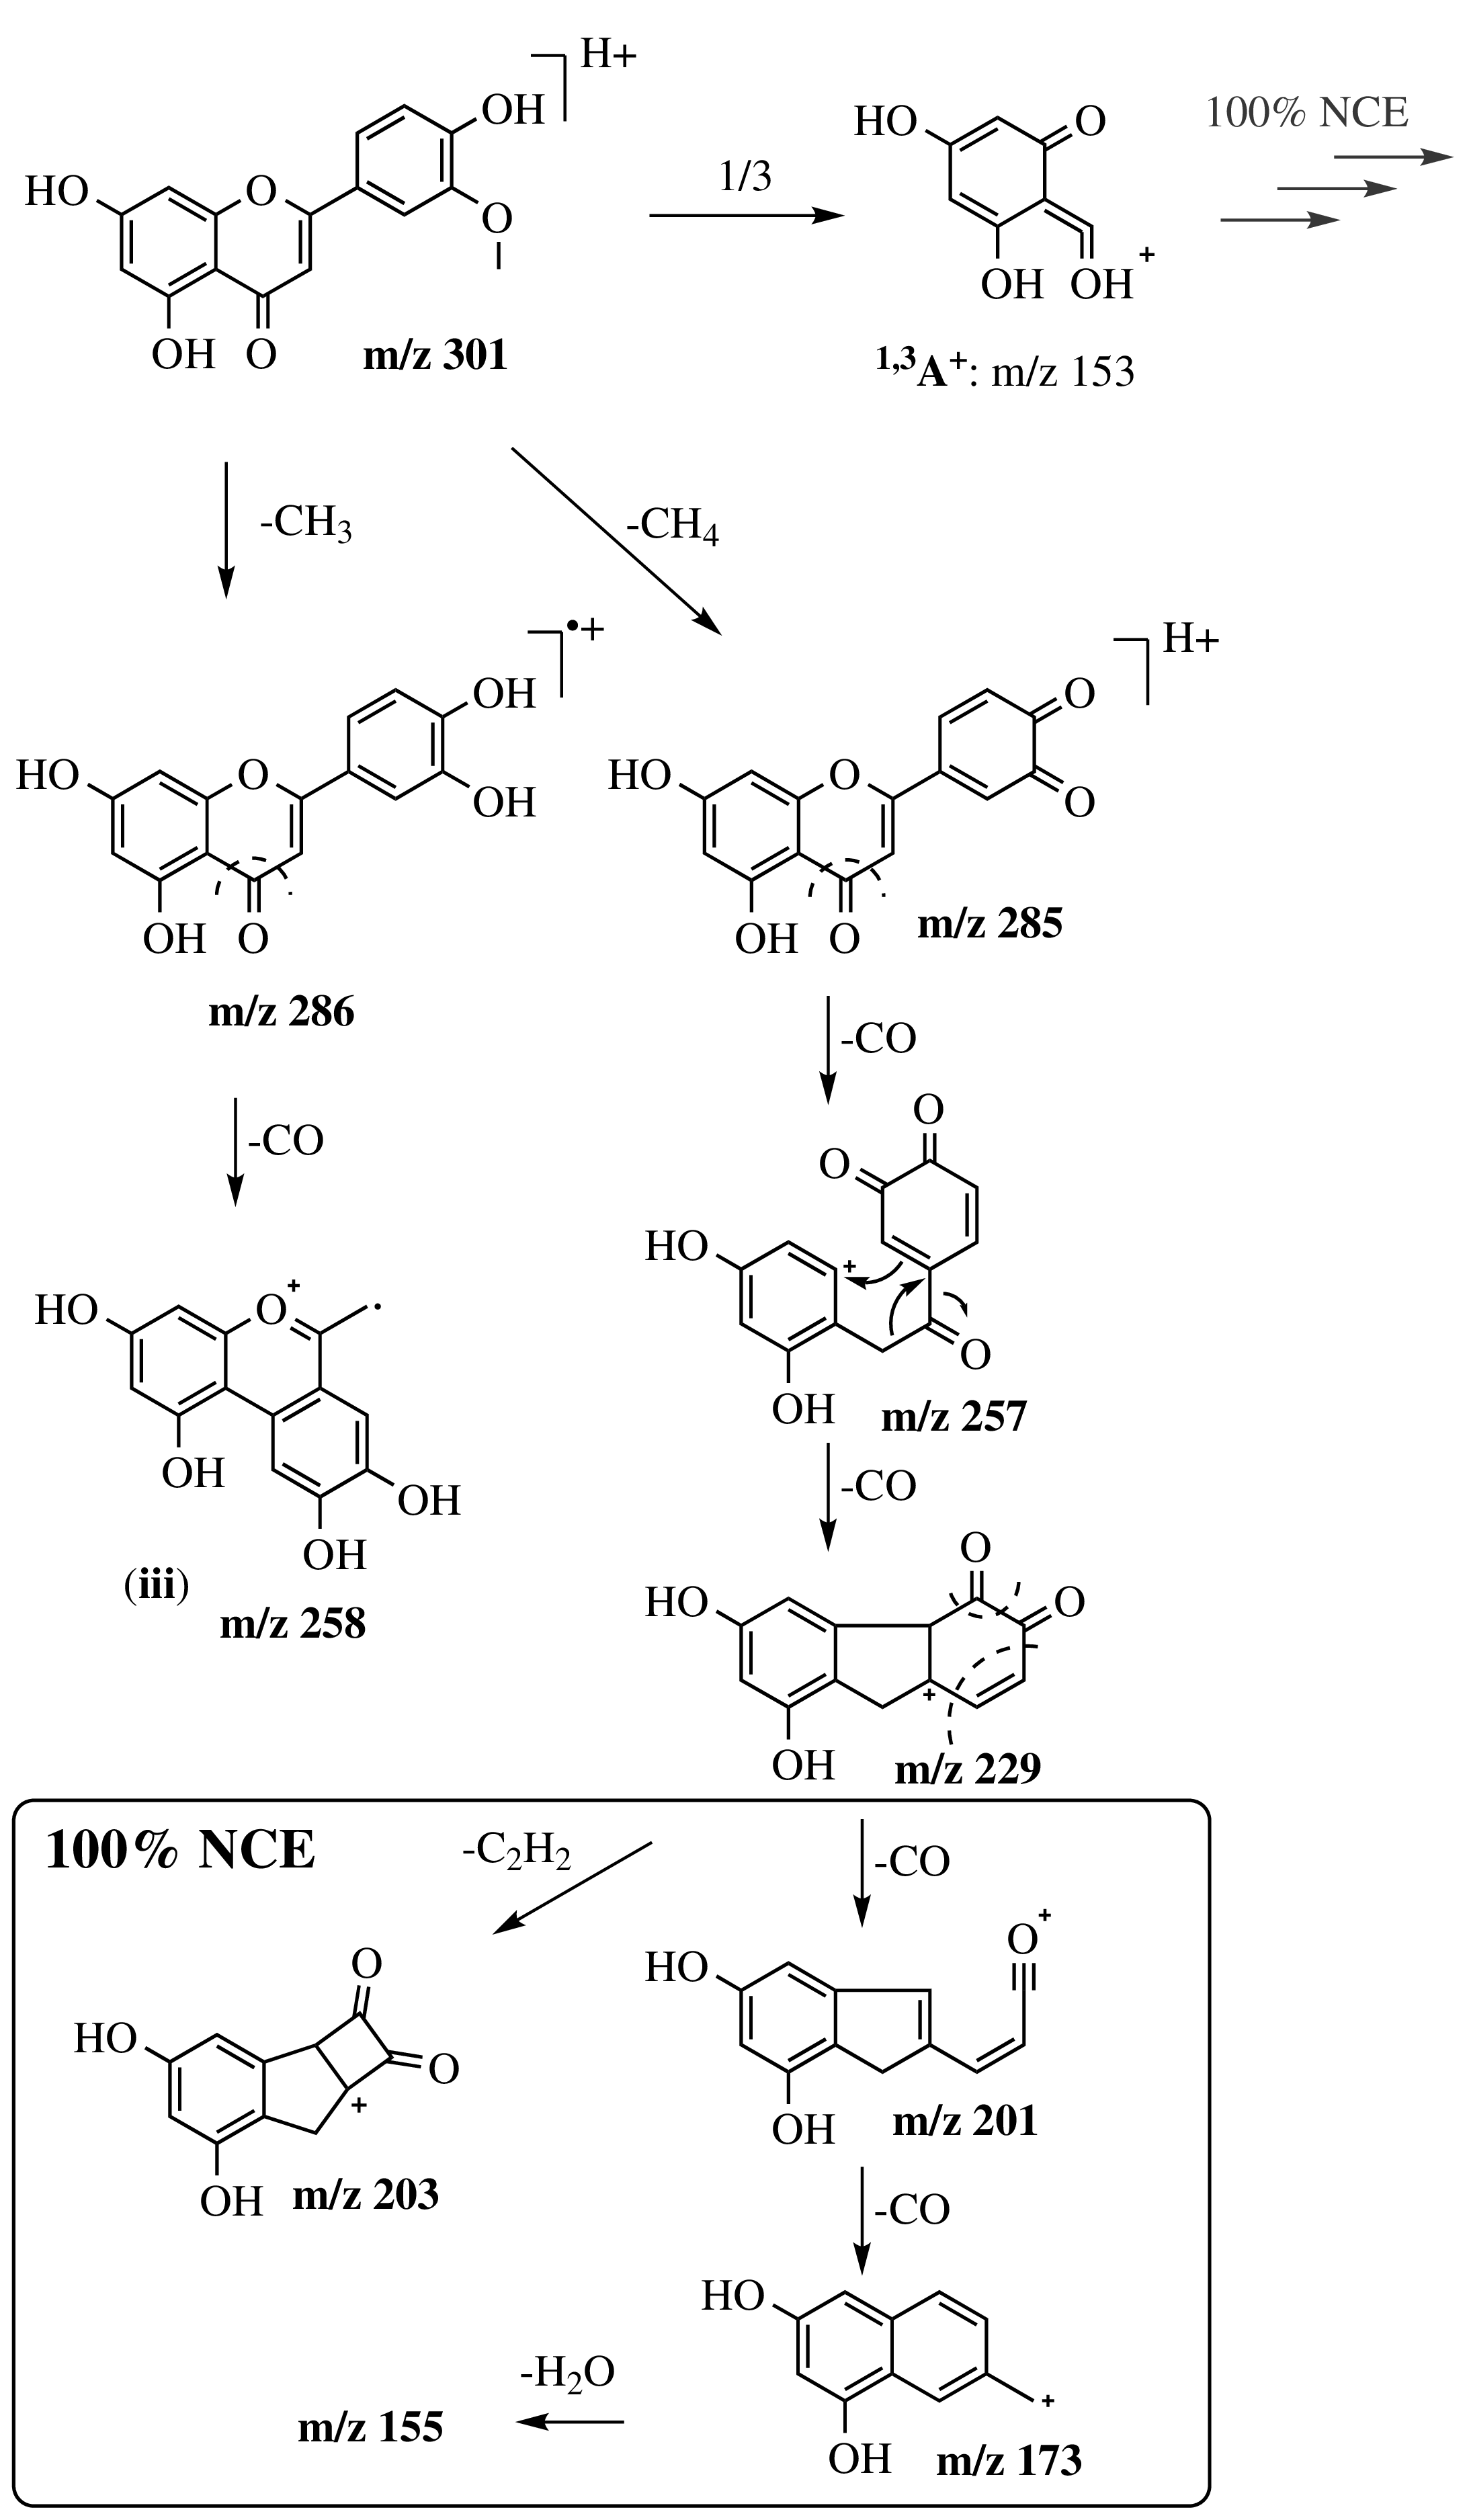 H+
OH
HO
O
O
OH
O
m/z 301
1/3
HO
O
OH
OH
+
1,3A+: m/z 153
100% NCE
-CH3
-CH4
•+
OH
HO
O
OH
OH
O
m/z 286
H+
O
HO
O
O
OH
O
m/z 285
-CO
-CO
O
O
HO
+
O
OH
m/z 257
+
HO
O
•
OH
OH
OH
(iii)
m/z 258
-CO
O
HO
O
+
OH
m/z 229
100% NCE
-C2H2
-CO
O
HO
O
+
OH
m/z 203
+
O
HO
OH
m/z 201
-CO
HO
+
OH
m/z 173
-H2O
m/z 155